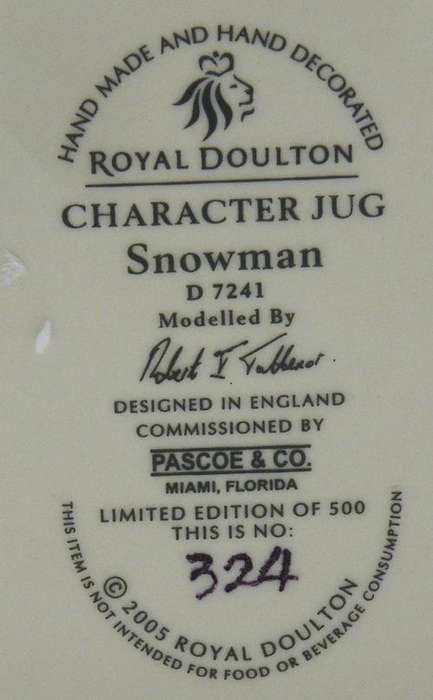 HAND MADE AND HAND DECORATED
ROYAL DOULTON
CHARACTER JUG
Snowman
D 7241
Modelled By
Robert I Tabbenor.
DESIGNED IN ENGLAND
COMMISSIONED BY
PASCOE & CO.
MIAMI, FLORIDA
LIMITED EDITION OF 500
THIS IS NO:
324
© 2005 ROYAL DOULTON
THIS ITEM IS NOT INTENDED FOR FOOD OR BEVERAGE CONSUMPTION